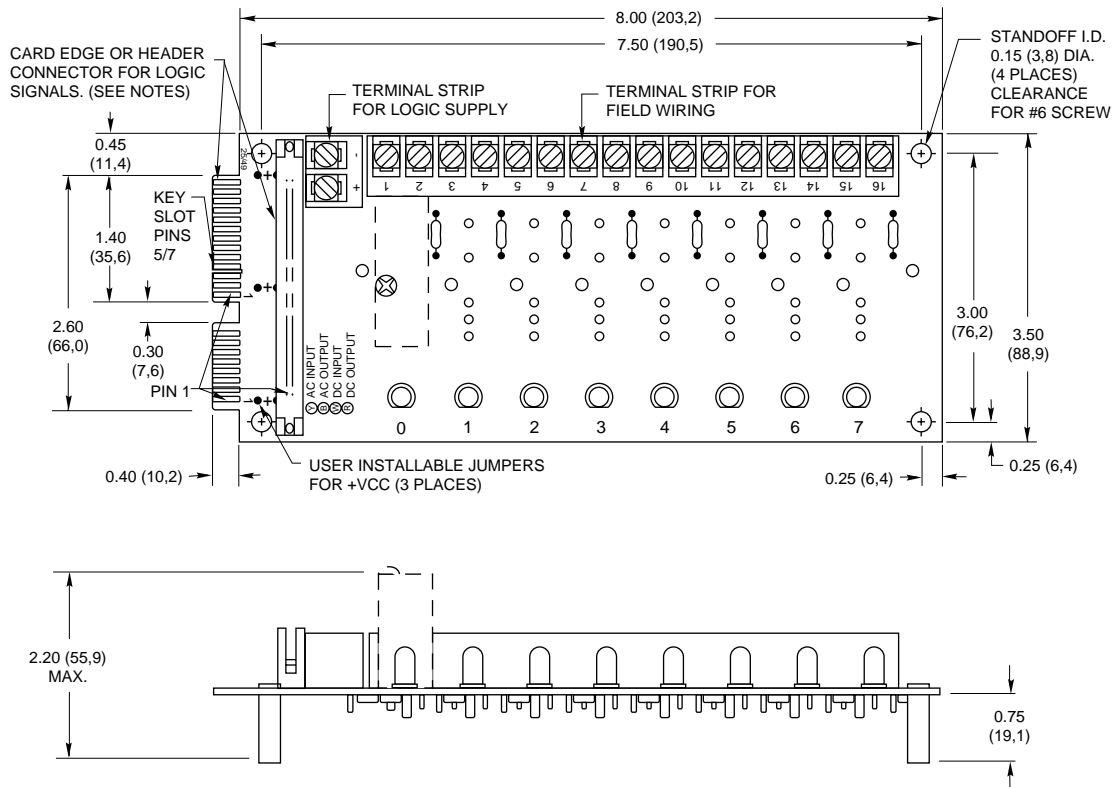 8.00 (203,2)
7.50 (190,5)
CARD EDGE OR HEADER
CONNECTOR FOR LOGIC
SIGNALS. (SEE NOTES)
TERMINAL STRIP
FOR LOGIC SUPPLY
TERMINAL STRIP FOR
FIELD WIRING
STANDOFF I.D.
0.15 (3,8) DIA.
(4 PLACES)
CLEARANCE
FOR #6 SCREW
0.45
(11,4)
25/49
-
+
1 2 3 4 5 6 7 8 9 10 11 12 13 14 15 16
KEY
SLOT
PINS
5/7
1.40
(35,6)
1
2.60
(66,0)
0.30
(7,6)
PIN 1
1
Y AC INPUT
B AC OUTPUT
W DC INPUT
R DC OUTPUT
3.00
(76,2)
3.50
(88,9)
0 1 2 3 4 5 6 7
0.40 (10,2)
USER INSTALLABLE JUMPERS
FOR +VCC (3 PLACES)
0.25 (6,4)
0.25 (6,4)
2.20 (55,9)
MAX.
0.75
(19,1)